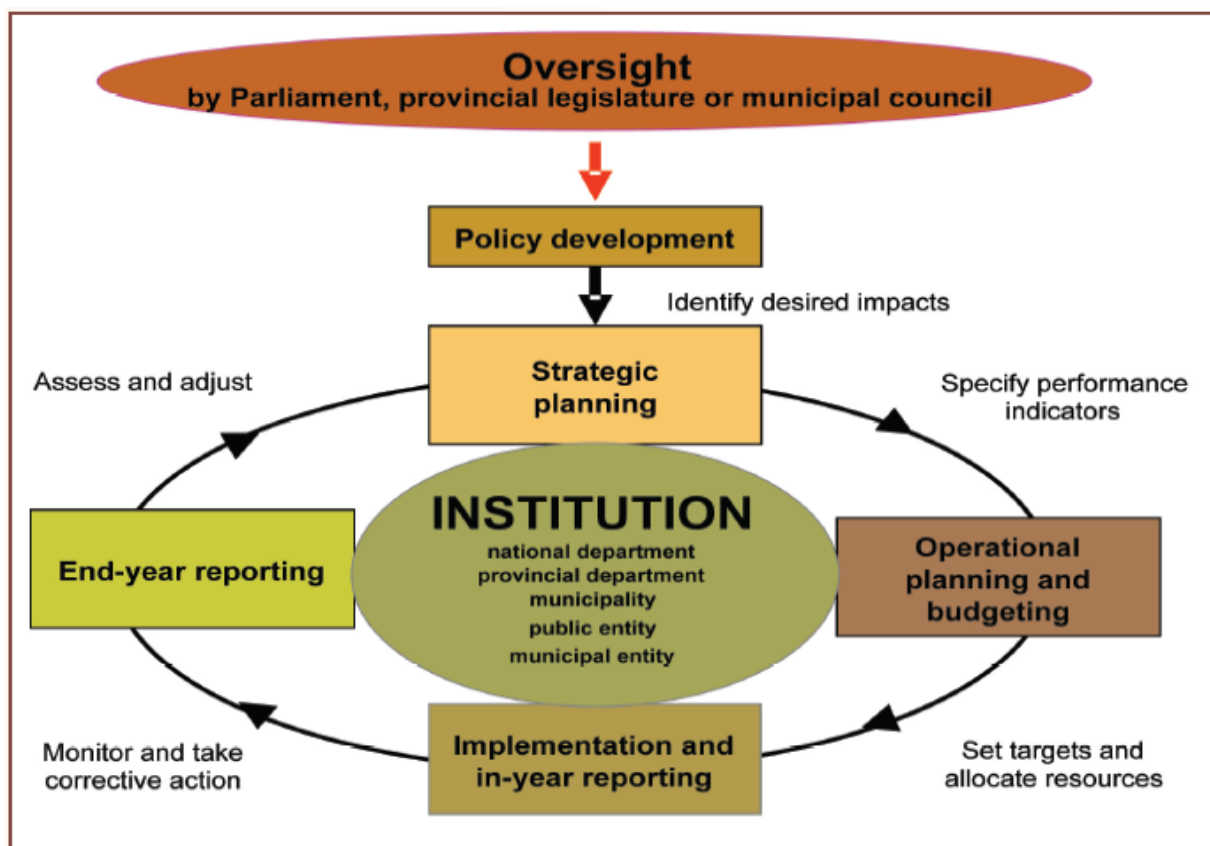 Oversight
by Parliament, provincial legislature or municipal council
Policy development
Identify desired impacts
Strategic
planning
Assess and adjust
Specify performance
indicators
INSTITUTION
national department
provincial department
municipality
public entity
municipal entity
End-year reporting
Operational
planning and
budgeting
Implementation and
in-year reporting
Monitor and take
corrective action
Set targets and
allocate resources